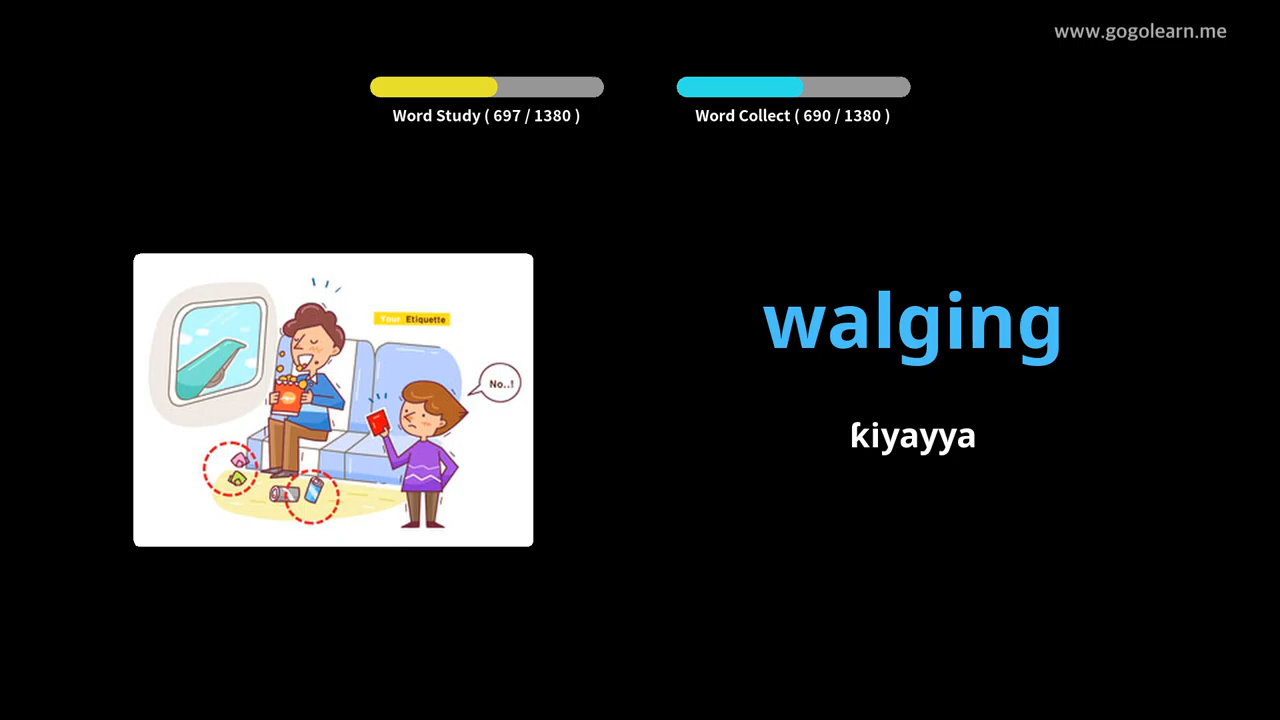 www.gogolearn.me
Word Study ( 697 / 1380 )
Word Collect ( 690 / 1380 )
Your Etiquette
No..!
walging
ƙiyayya